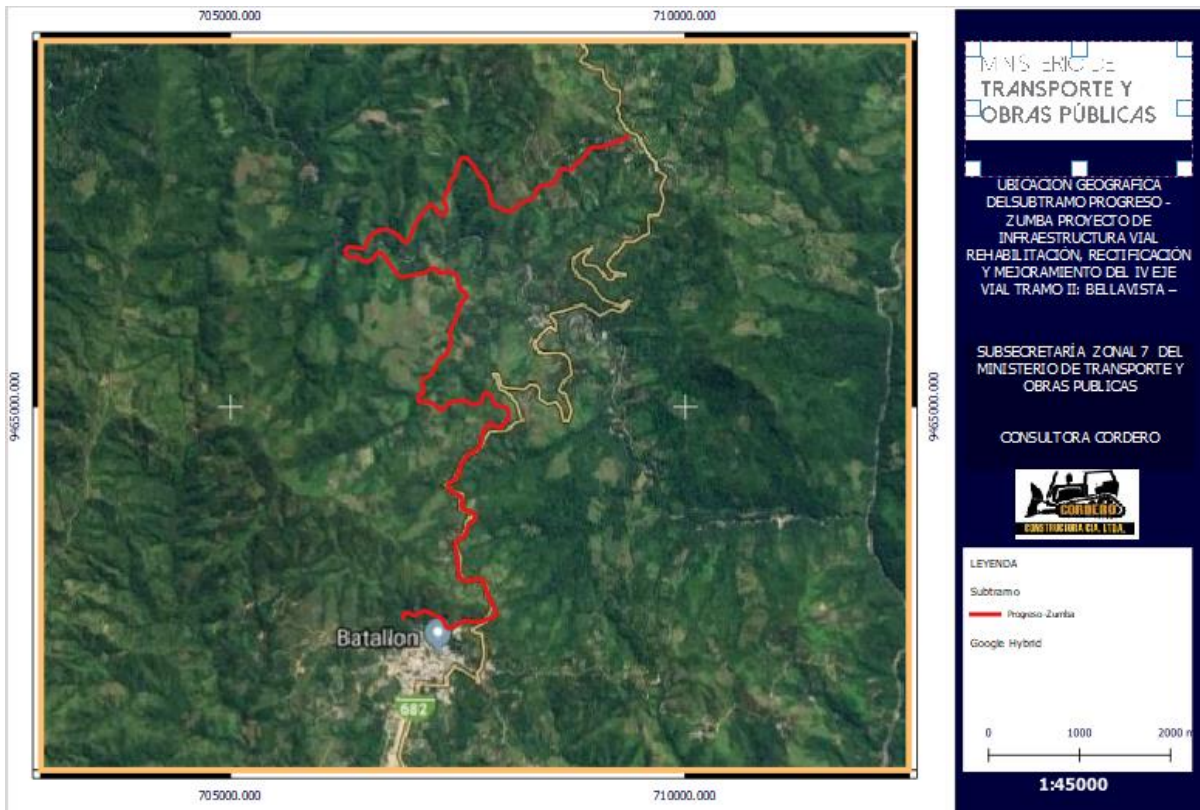 705000.000
710000.000
9465000.000
9465000.000
Batallon
682
705000.000
710000.000
MINISTERIO DE
TRANSPORTE Y
OBRAS PÚBLICAS
UBICACION GEOGRAFICA
DELSUBTRAMO PROGRESO -
ZUMBA PROYECTO DE
INFRAESTRUCTURA VIAL
REHABILITACIÓN, RECTIFICACIÓN
Y MEJORAMIENTO DEL IV EJE
VIAL TRAMO II: BELLAVISTA –
SUBSECRETARÍA ZONAL 7 DEL
MINISTERIO DE TRANSPORTE Y
OBRAS PUBLICAS
CONSULTORA CORDERO
CORDERO
CONSTRUCTORA CIA. LTDA.
LEYENDA
Subtramo
Progreso-Zumba
Google Hybrid
0 1000 2000 m
1:45000